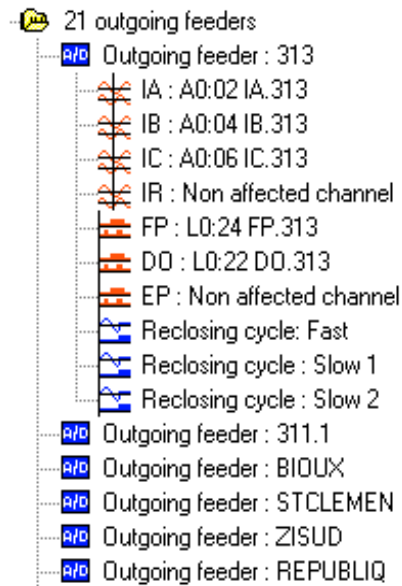 21 outgoing feeders
A/D Outgoing feeder : 313
IA : A0:02 IA.313
IB : A0:04 IB.313
IC : A0:06 IC.313
IR : Non affected channel
FP : L0:24 FP.313
DO : L0:22 DO.313
EP : Non affected channel
Reclosing cycle: Fast
Reclosing cycle : Slow 1
Reclosing cycle : Slow 2
A/D Outgoing feeder : 311.1
A/D Outgoing feeder : BIOUX
A/D Outgoing feeder : STCLEMEN
A/D Outgoing feeder : ZISUD
A/D Outgoing feeder : REPUBLIQ